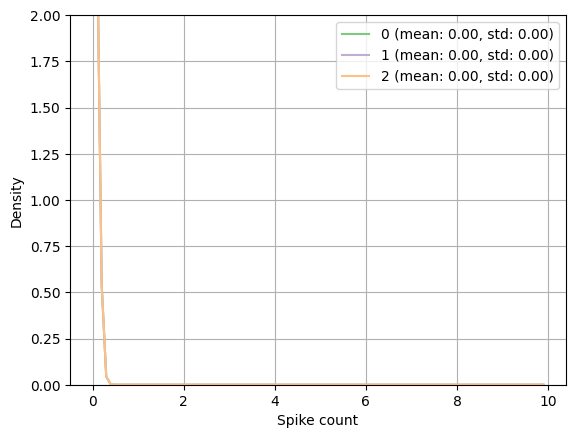 2.00
1.75
1.50
1.25
1.00
0.75
0.50
0.25
0.00
Density
0 (mean: 0.00, std: 0.00)
1 (mean: 0.00, std: 0.00)
2 (mean: 0.00, std: 0.00)
0 2 4 6 8 10
Spike count